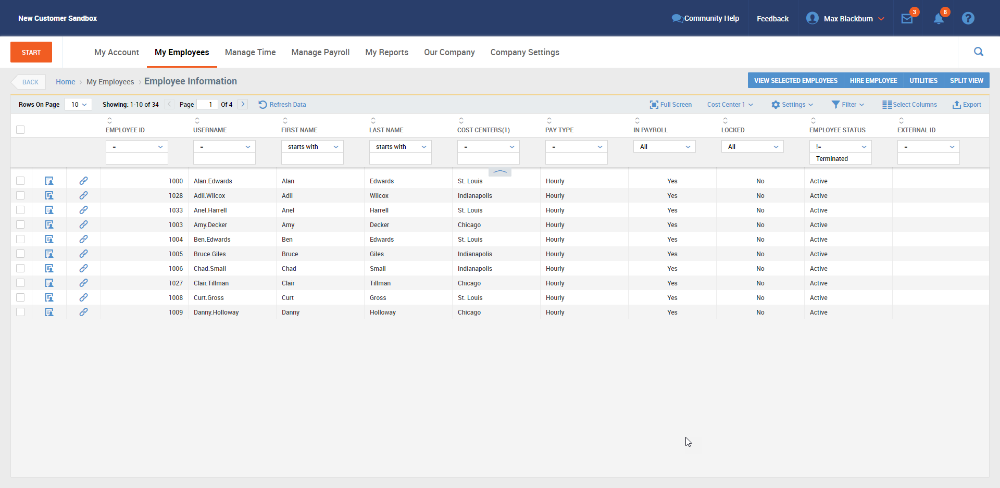 New Customer Sandbox
Community Help Feedback Max Blackburn 3 8 ?
START My Account My Employees Manage Time Manage Payroll My Reports Our Company Company Settings
BACK Home › My Employees › Employee Information VIEW SELECTED EMPLOYEES HIRE EMPLOYEE UTILITIES SPLIT VIEW
Rows On Page 10 Showing: 1-10 of 34 Page 1 Of 4 Refresh Data Full Screen Cost Center 1 Settings Filter Select Columns Export
EMPLOYEE ID USERNAME FIRST NAME LAST NAME COST CENTERS(1) PAY TYPE IN PAYROLL LOCKED EMPLOYEE STATUS EXTERNAL ID
= = starts with starts with = = All All != =
Terminated
1000 Alan.Edwards Alan Edwards St. Louis Hourly Yes No Active
1028 Adil.Wilcox Adil Wilcox Indianapolis Hourly Yes No Active
1033 Anel.Harrell Anel Harrell St. Louis Hourly Yes No Active
1003 Amy.Decker Amy Decker Chicago Hourly Yes No Active
1004 Ben.Edwards Ben Edwards St. Louis Hourly Yes No Active
1005 Bruce.Giles Bruce Giles Indianapolis Hourly Yes No Active
1006 Chad.Small Chad Small Indianapolis Hourly Yes No Active
1027 Clair.Tillman Clair Tillman Chicago Hourly Yes No Active
1008 Curt.Gross Curt Gross St. Louis Hourly Yes No Active
1009 Danny.Holloway Danny Holloway Chicago Hourly Yes No Active